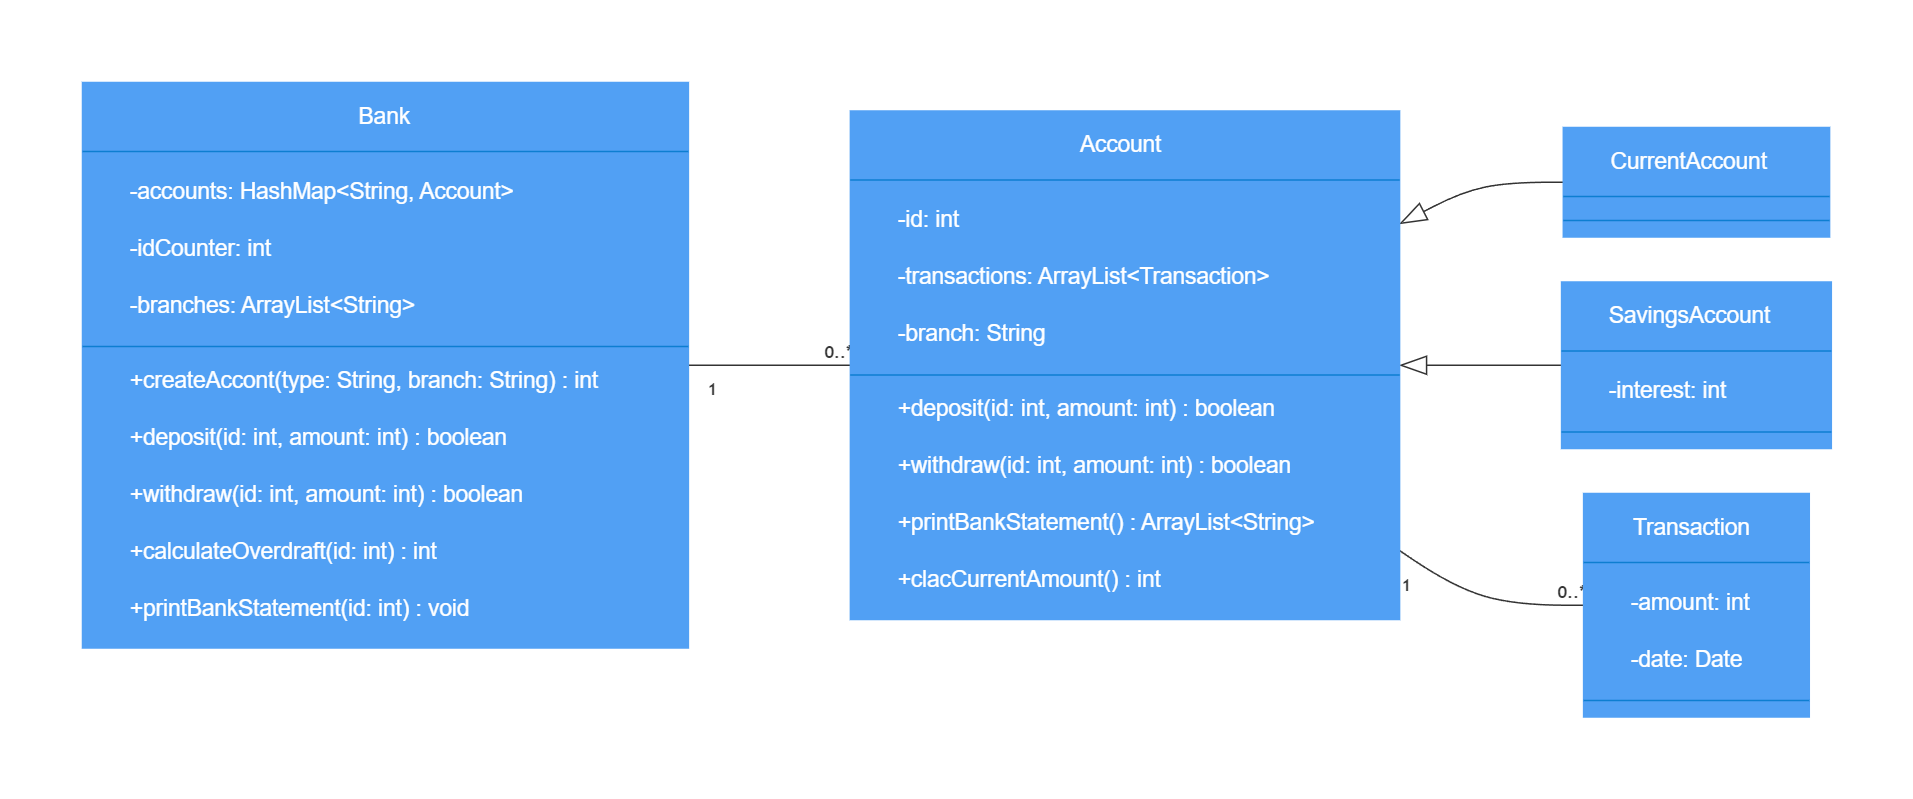 Bank
-accounts: HashMap<String, Account>
-idCounter: int
-branches: ArrayList<String>
+createAccont(type: String, branch: String) : int
+deposit(id: int, amount: int) : boolean
+withdraw(id: int, amount: int) : boolean
+calculateOverdraft(id: int) : int
+printBankStatement(id: int) : void
1
0..*
Account
-id: int
-transactions: ArrayList<Transaction>
-branch: String
+deposit(id: int, amount: int) : boolean
+withdraw(id: int, amount: int) : boolean
+printBankStatement() : ArrayList<String>
+clacCurrentAmount() : int
1
0..*
CurrentAccount
SavingsAccount
-interest: int
Transaction
-amount: int
-date: Date